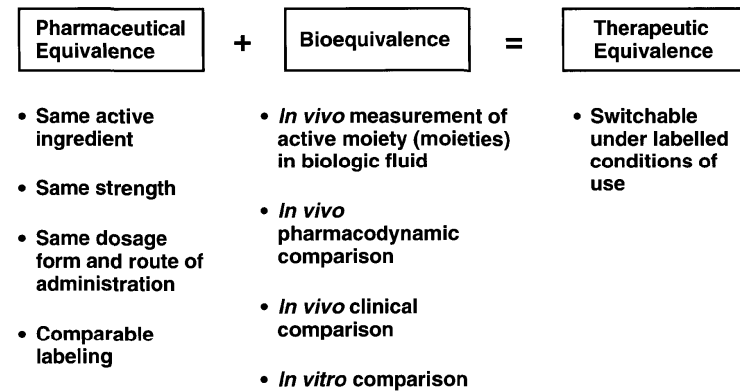 Pharmaceutical
Equivalence
+
Bioequivalence
=
Therapeutic
Equivalence
• Same active
ingredient
• Same strength
• Same dosage
form and route of
administration
• Comparable
labeling
• In vivo measurement of
active moiety (moieties)
in biologic fluid
• In vivo
pharmacodynamic
comparison
• In vivo clinical
comparison
• In vitro comparison
• Switchable
under labelled
conditions of
use